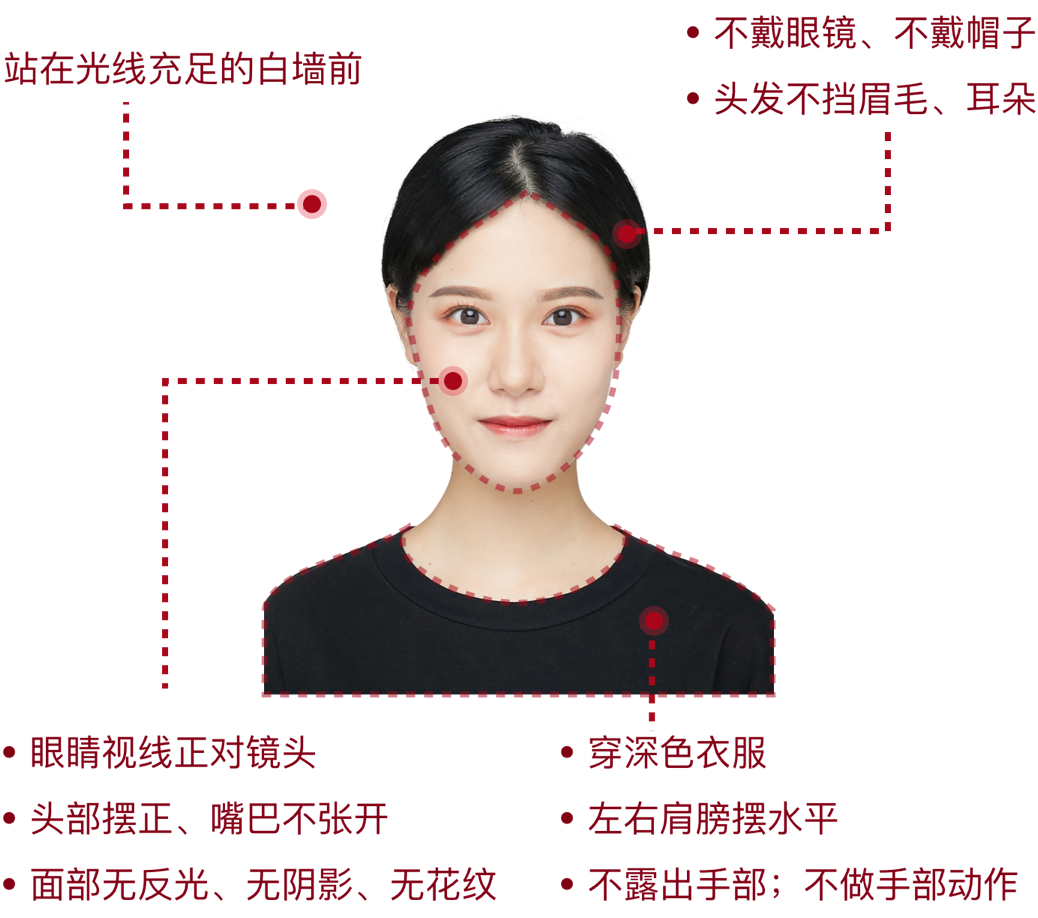 站在光线充足的白墙前
• 不戴眼镜、不戴帽子
• 头发不挡眉毛、耳朵
• 眼睛视线正对镜头
• 头部摆正、嘴巴不张开
• 面部无反光、无阴影、无花纹
• 穿深色衣服
• 左右肩膀摆水平
• 不露出手部；不做手部动作